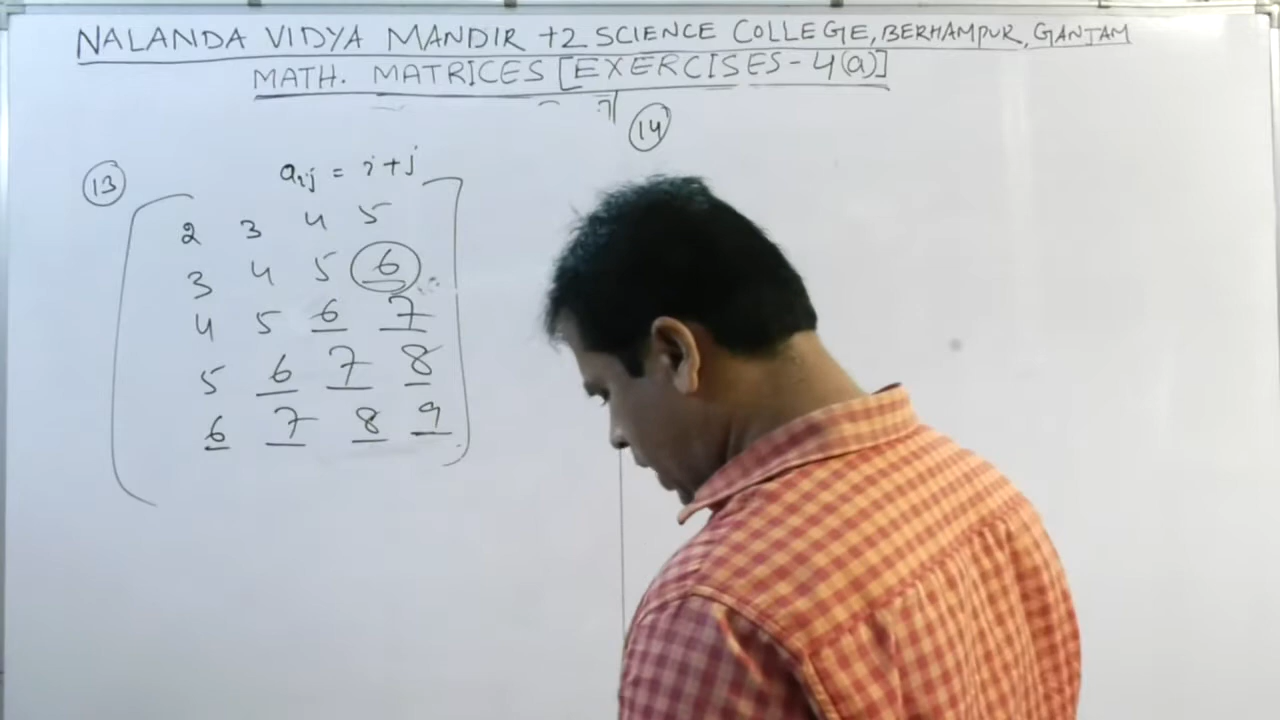 NALANDA VIDYA MANDIR +2 SCIENCE COLLEGE, BERHAMPUR, GANJAM
MATH. MATRICES [EXERCISES - 4(a)]
14
13
aij = i + j
2 3 4 5
3 4 5 6
4 5 6 7
5 6 7 8
6 7 8 9